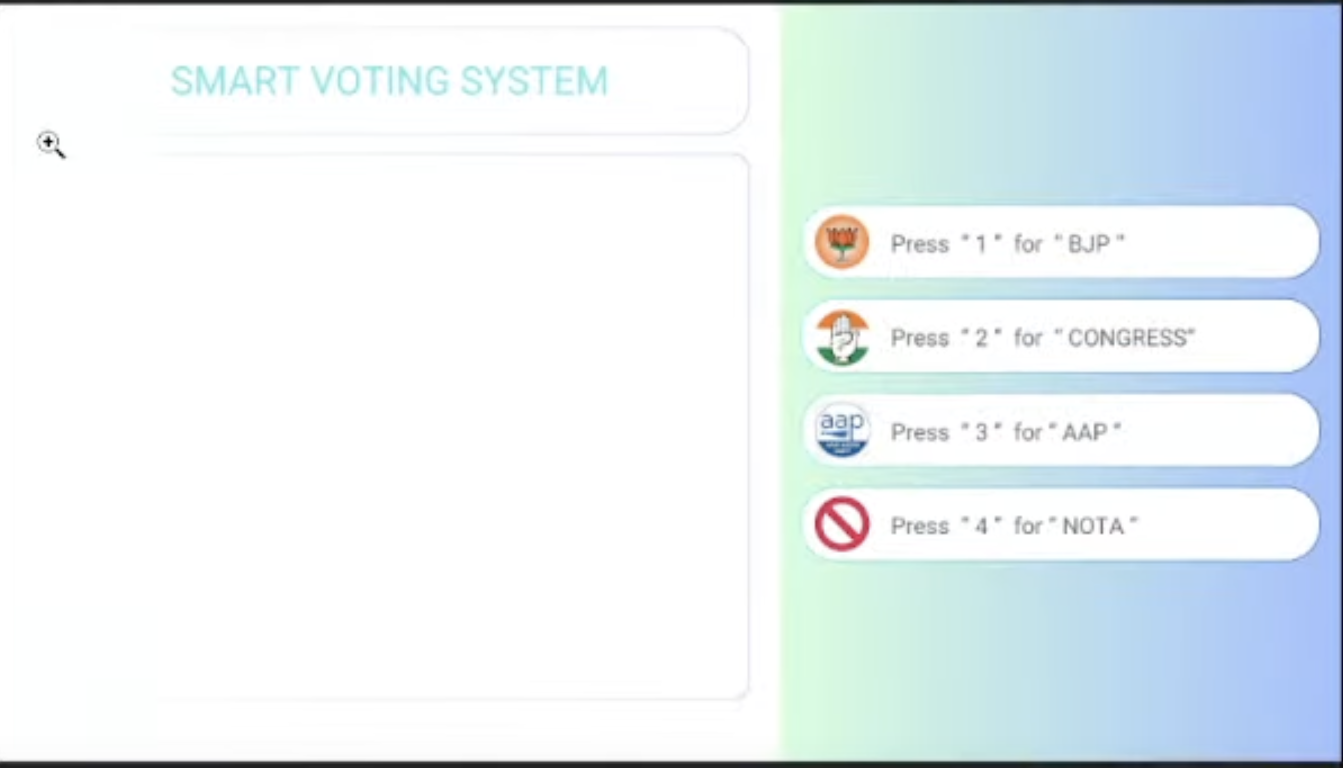 SMART VOTING SYSTEM
Press " 1 " for " BJP "
Press " 2 " for " CONGRESS"
aap
Press " 3 " for " AAP "
Press " 4 " for " NOTA "